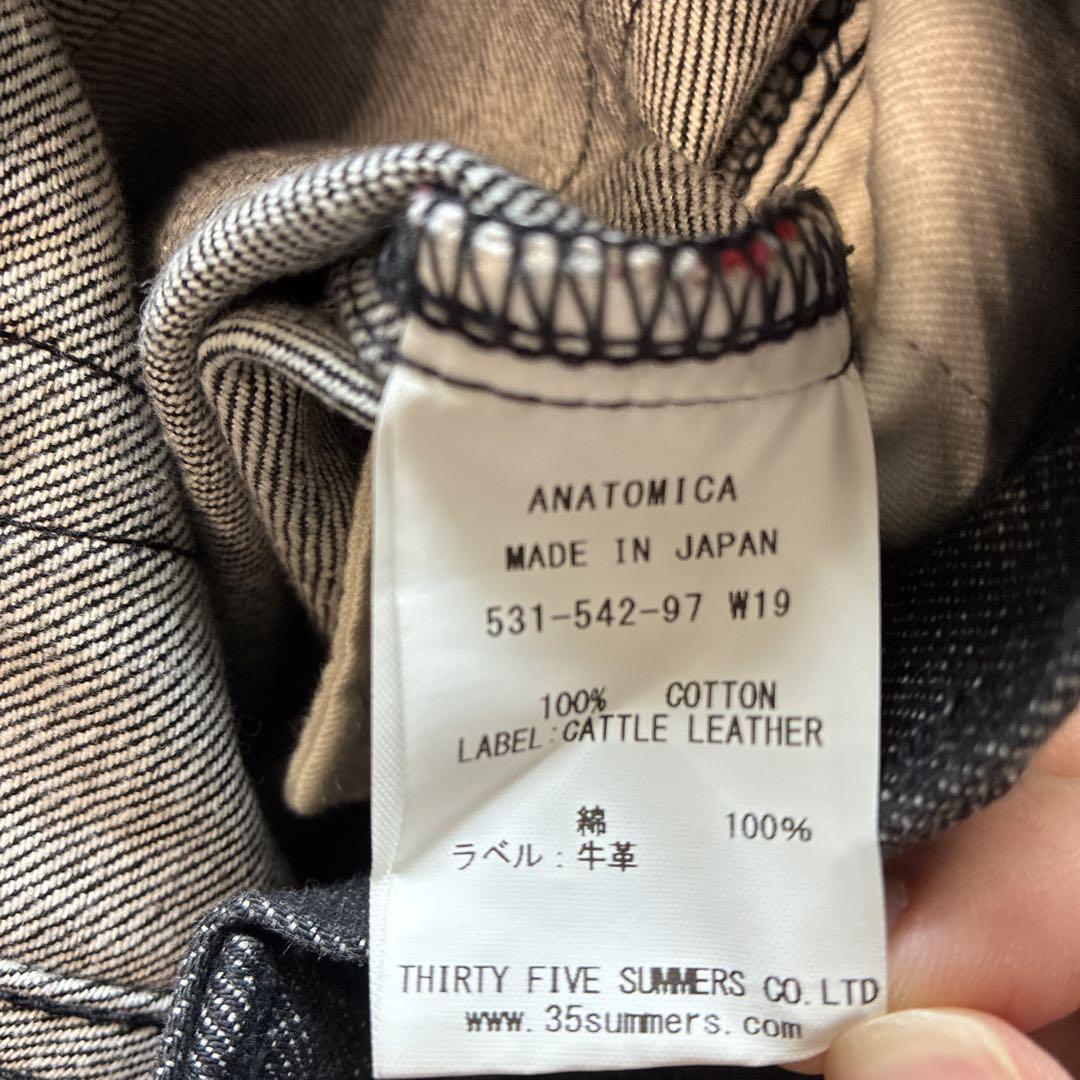 ANATOMICA
MADE IN JAPAN
531-542-97 W19
100% COTTON
LABEL:CATTLE LEATHER
綿 100%
ラベル:牛革
THIRTY FIVE SUMMERS CO.LTD
www.35summers.com